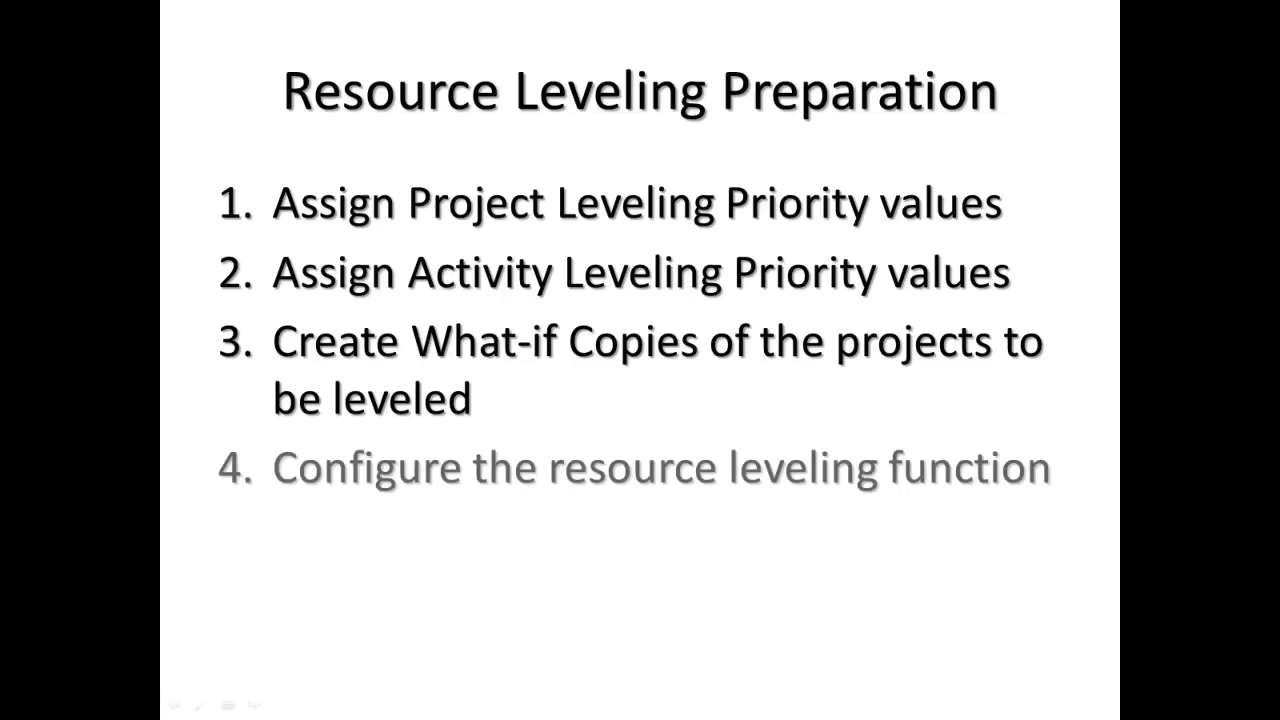 Resource Leveling Preparation
1. Assign Project Leveling Priority values
2. Assign Activity Leveling Priority values
3. Create What-if Copies of the projects to
be leveled
4. Configure the resource leveling function